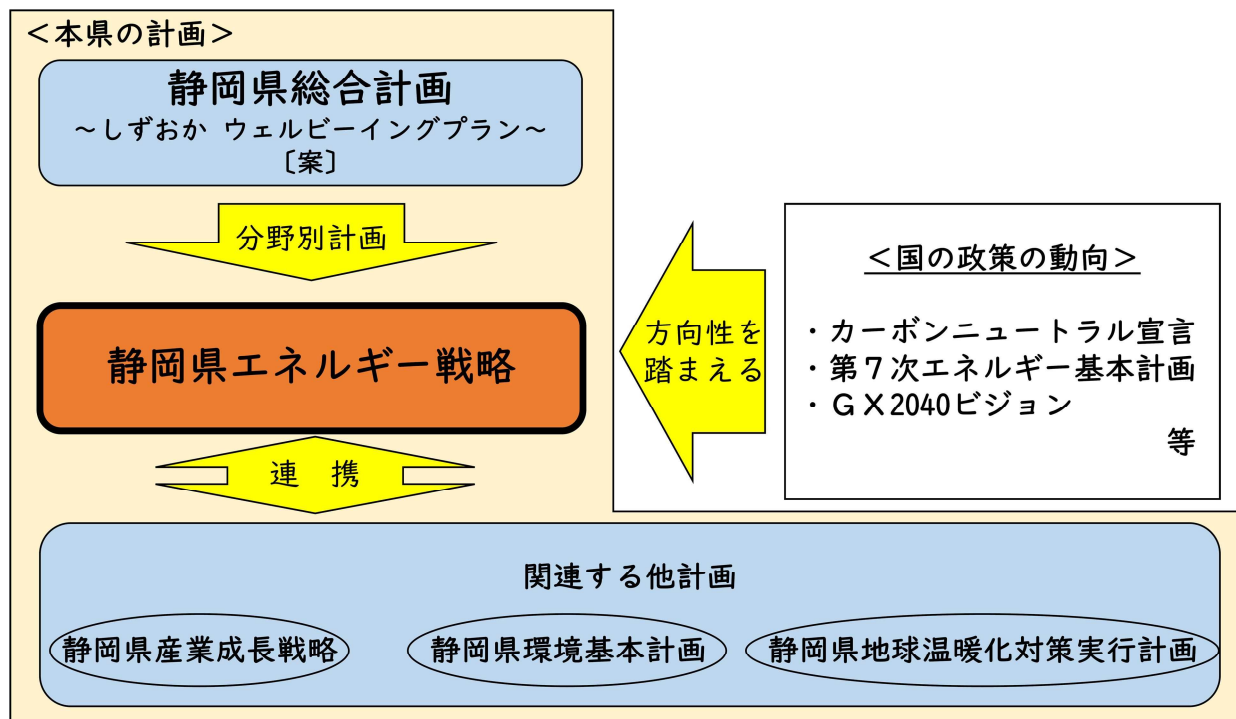 ＜本県の計画＞
静岡県総合計画
～しずおか ウェルビーイングプラン～
〔案〕
分野別計画
静岡県エネルギー戦略
方向性を
踏まえる
＜国の政策の動向＞
・カーボンニュートラル宣言
・第７次エネルギー基本計画
・ＧＸ2040ビジョン
等
連　携
関連する他計画
静岡県産業成長戦略
静岡県環境基本計画
静岡県地球温暖化対策実行計画